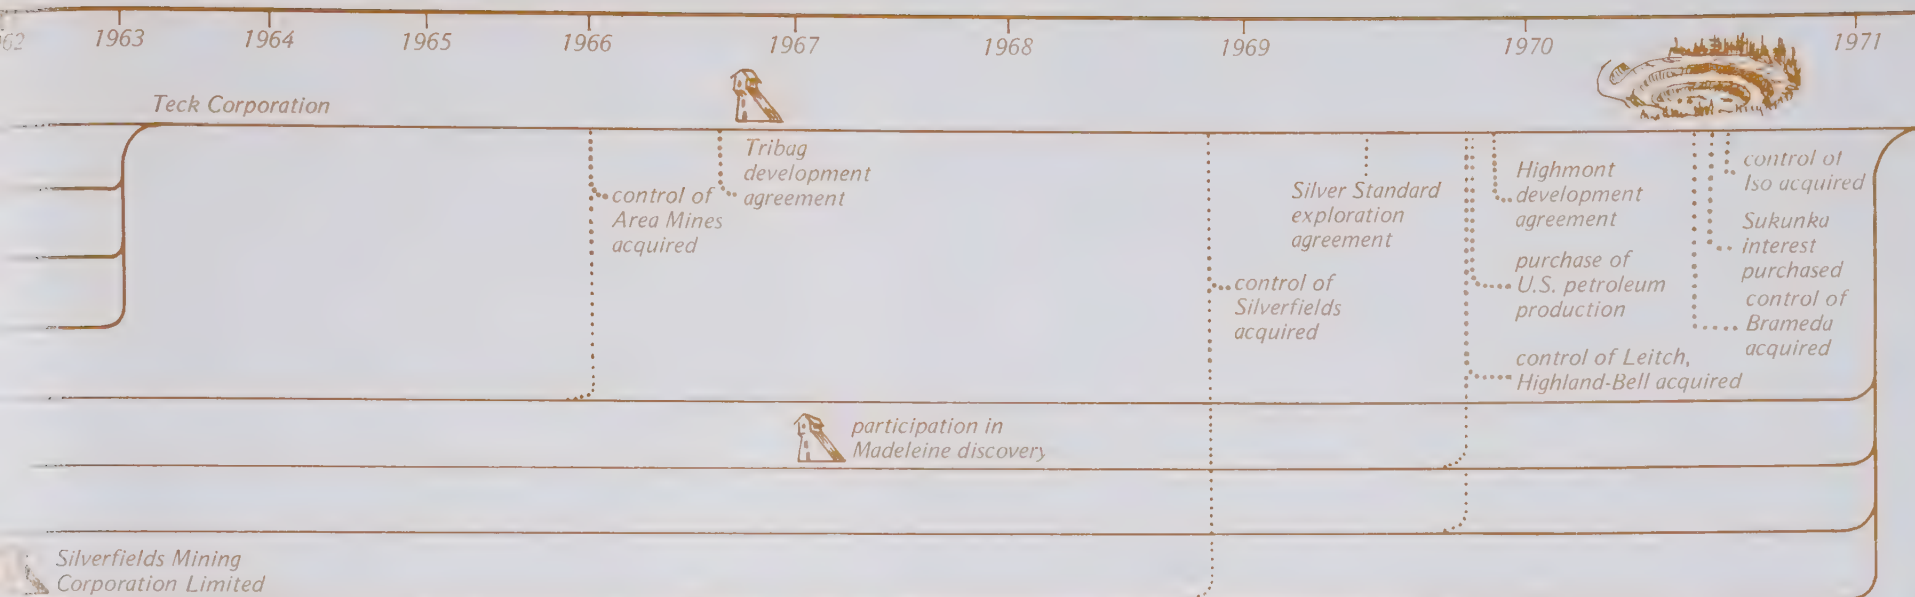 1963 1964 1965 1966 1967 1968 1969 1970 1971
Teck Corporation
control of
Area Mines
acquired
Tribag
development
agreement
control of
Silverfields
acquired
Silver Standard
exploration
agreement
Highmont
development
agreement
purchase of
U.S. petroleum
production
control of Leitch,
Highland-Bell acquired
control of
Iso acquired
Sukunka
interest
purchased
control of
Brameda
acquired
participation in
Madeleine discovery
Silverfields Mining
Corporation Limited